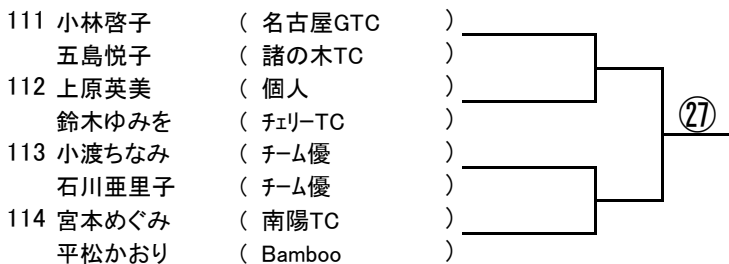 111 小林啓子 ( 名古屋GTC )
五島悦子 ( 諸の木TC )
112 上原英美 ( 個人 )
鈴木ゆみを ( ﾁｪﾘｰTC )
113 小渡ちなみ ( ﾁｰﾑ優 )
石川亜里子 ( ﾁｰﾑ優 )
114 宮本めぐみ ( 南陽TC )
平松かおり ( Bamboo )
㉗